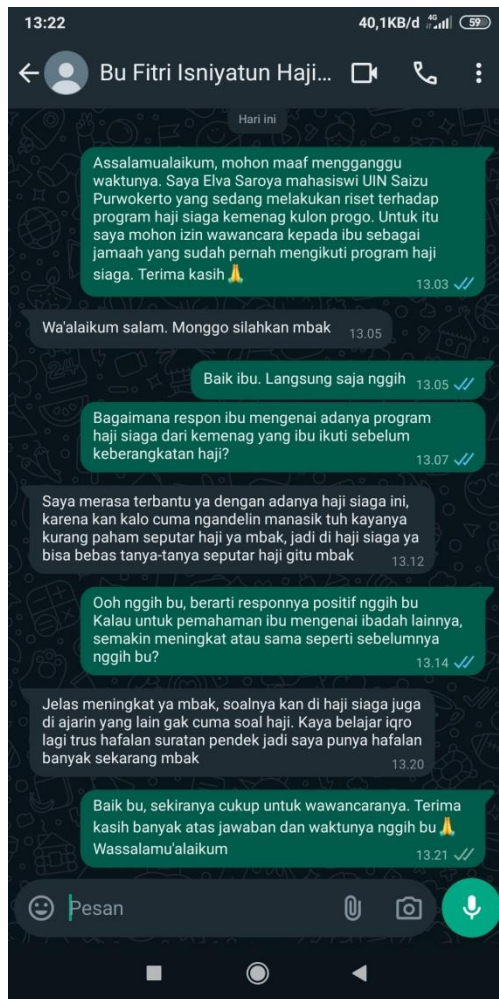 13:22
40,1KB/d 4G 59
Bu Fitri Isniyatun Haji...
Hari ini
Assalamualaikum, mohon maaf mengganggu
waktunya. Saya Elva Saroya mahasiswi UIN Saizu
Purwokerto yang sedang melakukan riset terhadap
program haji siaga kemenag kulon progo. Untuk itu
saya mohon izin wawancara kepada ibu sebagai
jamaah yang sudah pernah mengikuti program haji
siaga. Terima kasih🙏
13.03
Wa'alaikum salam. Monggo silahkan mbak 13.05
Baik ibu. Langsung saja nggih 13.05
Bagaimana respon ibu mengenai adanya program
haji siaga dari kemenag yang ibu ikuti sebelum
keberangkatan haji?
13.07
Saya merasa terbantu ya dengan adanya haji siaga ini,
karena kan kalo cuma ngandelin manasik tuh kayanya
kurang paham seputar haji ya mbak, jadi di haji siaga ya
bisa bebas tanya-tanya seputar haji gitu mbak
13.12
Ooh nggih bu, berarti responnya positif nggih bu
Kalau untuk pemahaman ibu mengenai ibadah lainnya,
semakin meningkat atau sama seperti sebelumnya
nggih bu?
13.14
Jelas meningkat ya mbak, soalnya kan di haji siaga juga
di ajarin yang lain gak cuma soal haji. Kaya belajar iqro
lagi trus hafalan suratan pendek jadi saya punya hafalan
banyak sekarang mbak
13.20
Baik bu, sekiranya cukup untuk wawancaranya. Terima
kasih banyak atas jawaban dan waktunya nggih bu🙏
Wassalamu'alaikum
13.21
Pesan